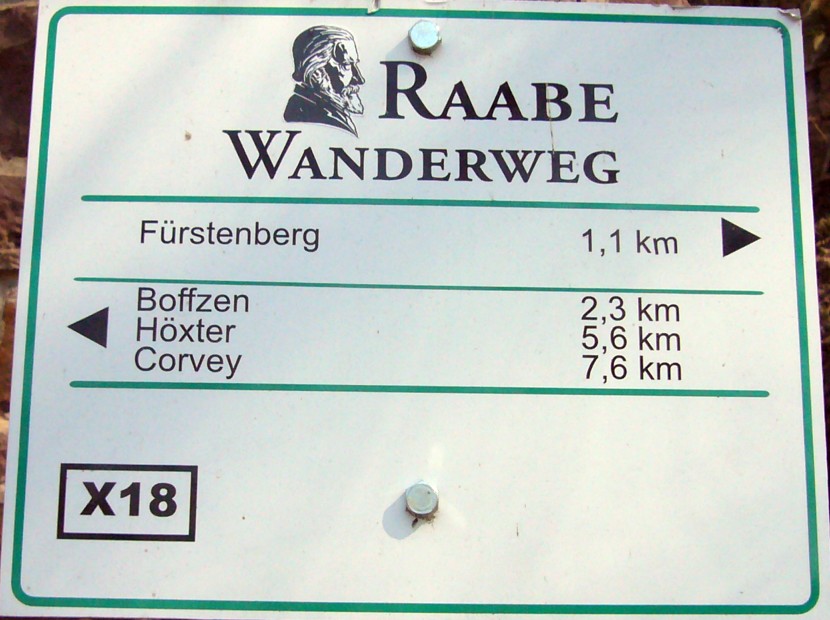 RAABE
WANDERWEG
Fürstenberg 1,1 km
Boffzen 2,3 km
Höxter 5,6 km
Corvey 7,6 km
X18